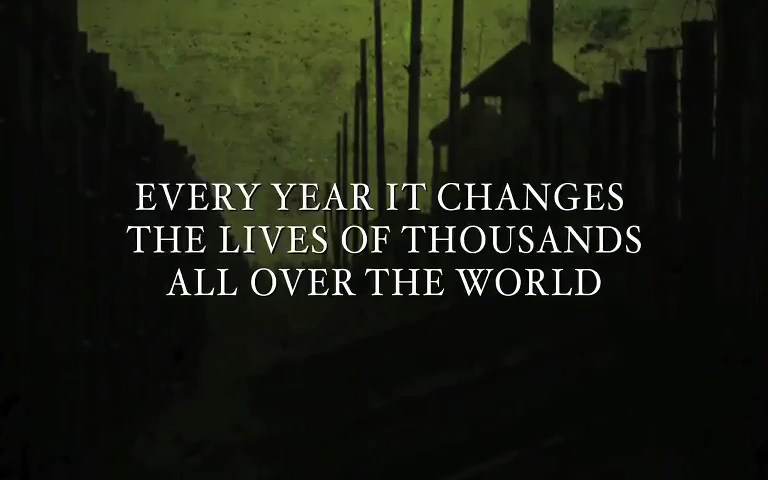 EVERY YEAR IT CHANGES
THE LIVES OF THOUSANDS
ALL OVER THE WORLD